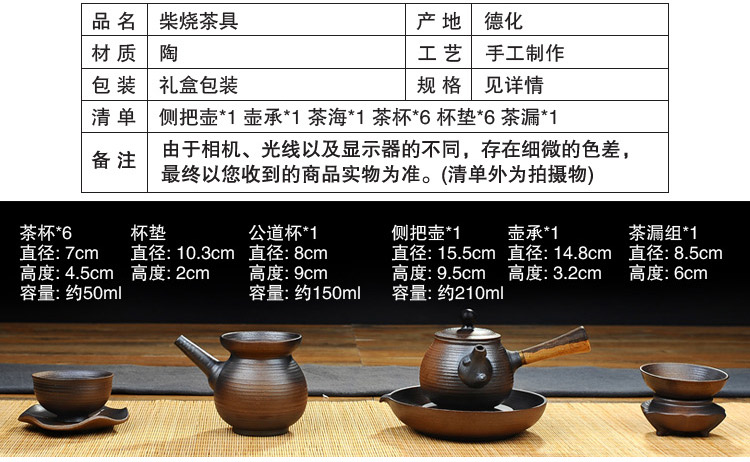 品名 柴烧茶具 产地 德化
材质 陶 工艺 手工制作
包装 礼盒包装 规格 见详情
清单 侧把壶*1 壶承*1 茶海*1 茶杯*6 杯垫*6 茶漏*1
备注 由于相机、光线以及显示器的不同，存在细微的色差，
最终以您收到的商品实物为准。(清单外为拍摄物)
茶杯*6
直径: 7cm
高度: 4.5cm
容量: 约50ml
杯垫
直径: 10.3cm
高度: 2cm
公道杯*1
直径: 8cm
高度: 9cm
容量: 约150ml
侧把壶*1
直径: 15.5cm
高度: 9.5cm
容量: 约210ml
壶承*1
直径: 14.8cm
高度: 3.2cm
茶漏组*1
直径: 8.5cm
高度: 6cm